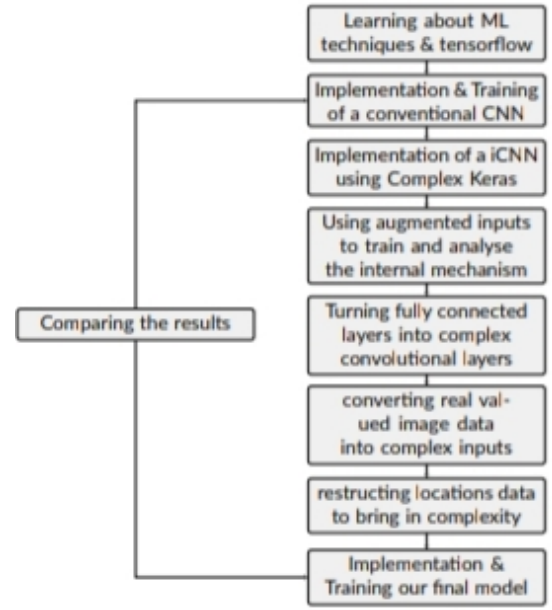 Learning about ML
techniques & tensorflow
Implementation & Training
of a conventional CNN
Implementation of a iCNN
using Complex Keras
Using augmented inputs
to train and analyse
the internal mechanism
Comparing the results
Turning fully connected
layers into complex
convolutional layers
converting real val-
ued image data
into complex inputs
restructing locations data
to bring in complexity
Implementation &
Training our final model